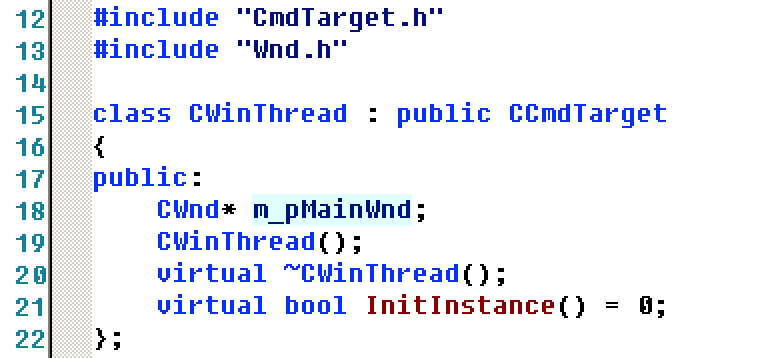 12 #include "CmdTarget.h"
13 #include "Wnd.h"
14
15 class CWinThread : public CCmdTarget
16 {
17 public:
18     CWnd* m_pMainWnd;
19     CWinThread();
20     virtual ~CWinThread();
21     virtual bool InitInstance() = 0;
22 };